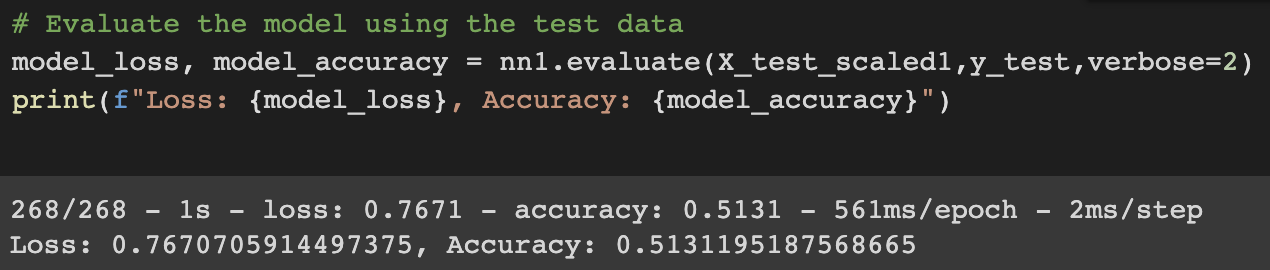 # Evaluate the model using the test data
model_loss, model_accuracy = nn1.evaluate(X_test_scaled1,y_test,verbose=2)
print(f"Loss: {model_loss}, Accuracy: {model_accuracy}")
268/268 - 1s - loss: 0.7671 - accuracy: 0.5131 - 561ms/epoch - 2ms/step
Loss: 0.7670705914497375, Accuracy: 0.5131195187568665